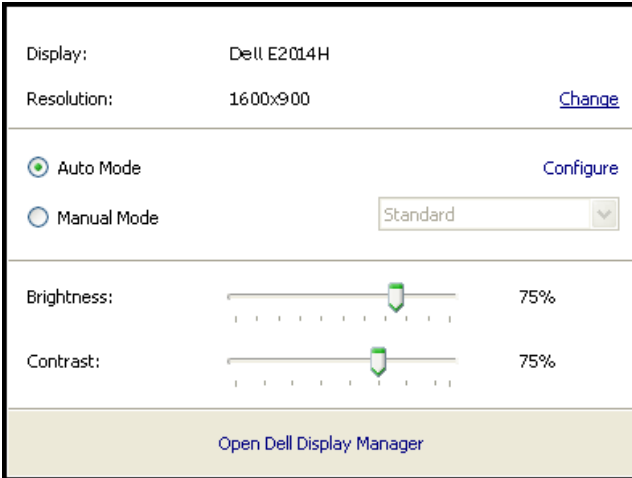 Display: Dell E2014H
Resolution: 1600x900 Change
Auto Mode Configure
Manual Mode Standard
Brightness: 75%
Contrast: 75%
Open Dell Display Manager